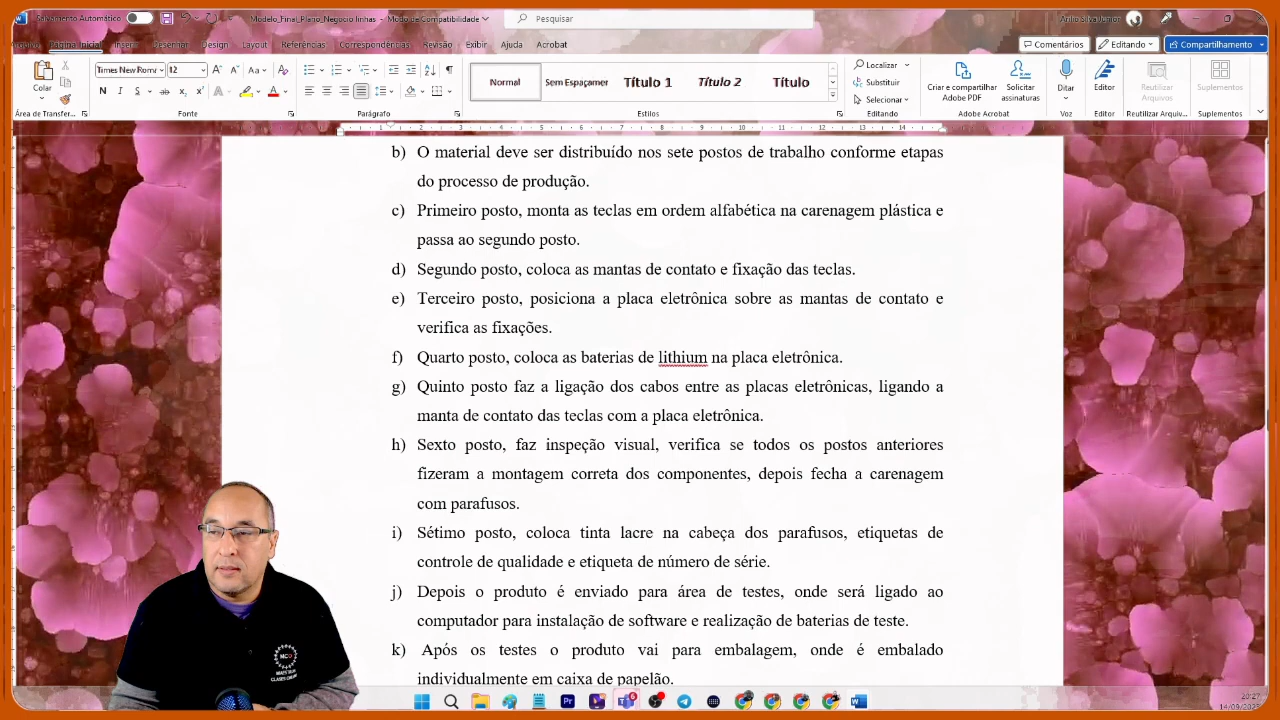 Salvamento Automático
Modelo_Final_Plano_Negocio linhas - Modo de Compatibilidade
Pesquisar
Arquivo Página Inicial Inserir Desenhar Design Layout Referências Correspondências Revisão Exibir Ajuda Acrobat
Comentários Editando Compartilhamento
Colar
Times New Roma 12
Normal Sem Espaçamer Título 1 Título 2 Título
Localizar
Substituir
Selecionar
Criar e compartilhar Adobe PDF
Solicitar assinaturas
Ditar
Editor
Reutilizar Arquivos
Suplementos
Área de Transfer... Fonte Parágrafo Estilos Editando Adobe Acrobat Voz Editor Reutilizar Arquiv... Suplementos
b) O material deve ser distribuído nos sete postos de trabalho conforme etapas
do processo de produção.
c) Primeiro posto, monta as teclas em ordem alfabética na carenagem plástica e
passa ao segundo posto.
d) Segundo posto, coloca as mantas de contato e fixação das teclas.
e) Terceiro posto, posiciona a placa eletrônica sobre as mantas de contato e
verifica as fixações.
f) Quarto posto, coloca as baterias de lithium na placa eletrônica.
g) Quinto posto faz a ligação dos cabos entre as placas eletrônicas, ligando a
manta de contato das teclas com a placa eletrônica.
h) Sexto posto, faz inspeção visual, verifica se todos os postos anteriores
fizeram a montagem correta dos componentes, depois fecha a carenagem
com parafusos.
i) Sétimo posto, coloca tinta lacre na cabeça dos parafusos, etiquetas de
controle de qualidade e etiqueta de número de série.
j) Depois o produto é enviado para área de testes, onde será ligado ao
computador para instalação de software e realização de baterias de teste.
k) Após os testes o produto vai para embalagem, onde é embalado
individualmente em caixa de papelão.
20:27